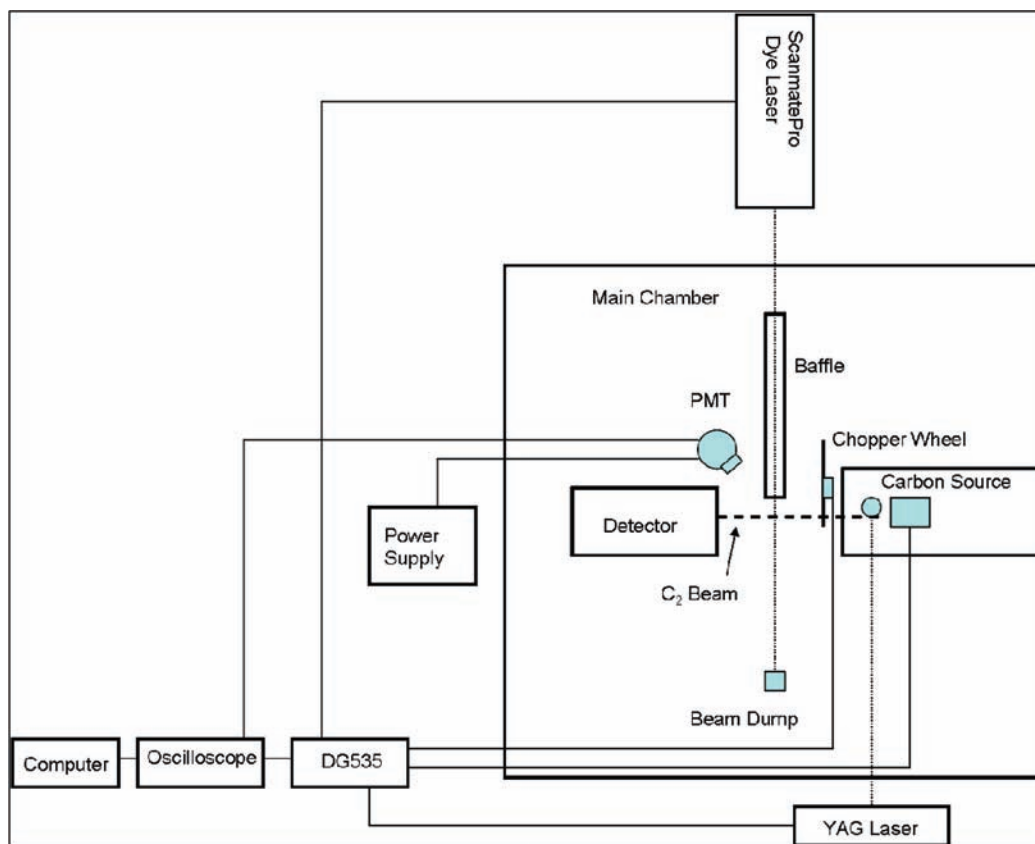 ScanmatePro
Dye Laser
Main Chamber
Baffle
PMT
Chopper Wheel
Carbon Source
Detector
Power
Supply
C₂ Beam
Beam Dump
Computer
Oscilloscope
DG535
YAG Laser